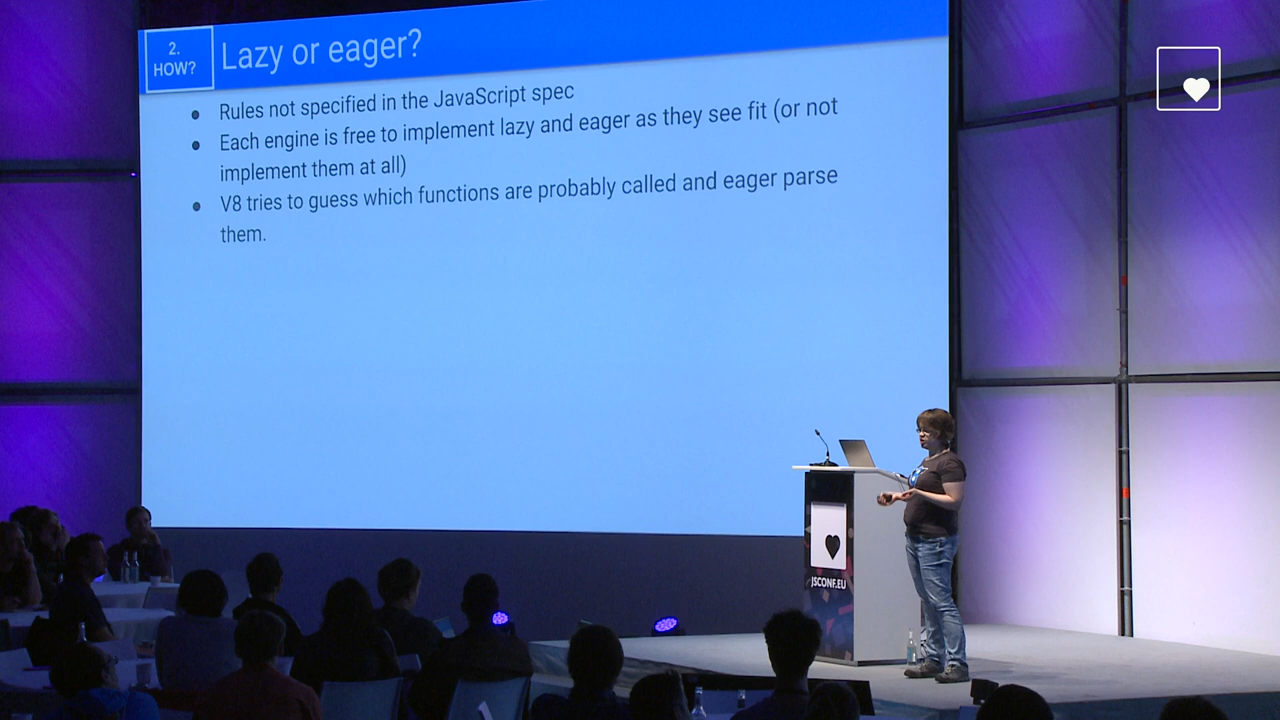 2.
HOW?
Lazy or eager?
● Rules not specified in the JavaScript spec
● Each engine is free to implement lazy and eager as they see fit (or not
implement them at all)
● V8 tries to guess which functions are probably called and eager parse
them.
JSCONF.EU